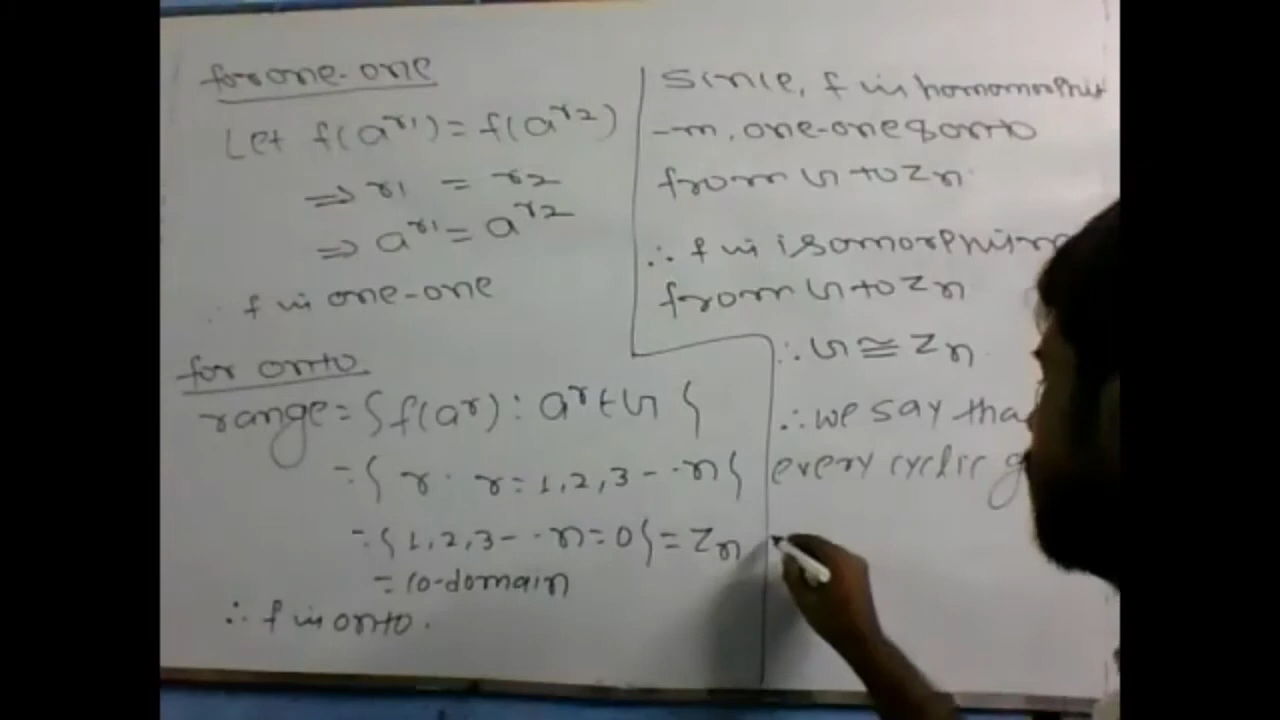 for one-one
Let f(a^r1) = f(a^r2)
⇒ r1 = r2
⇒ a^r1 = a^r2
f is one-one
for onto
range = { f(a^r) : a^r ∈ G }
= { r . r = 1, 2, 3 -- . n }
= { 1, 2, 3 - . n = 0 } = Zn
= co-domain
∴ f is onto .
Since, f is homomorphis
-m, one-one & onto
from G to Zn .
∴ f is isomorphism
from G to Zn
∴ G ≅ Zn
∴ we say tha
every cyclic g